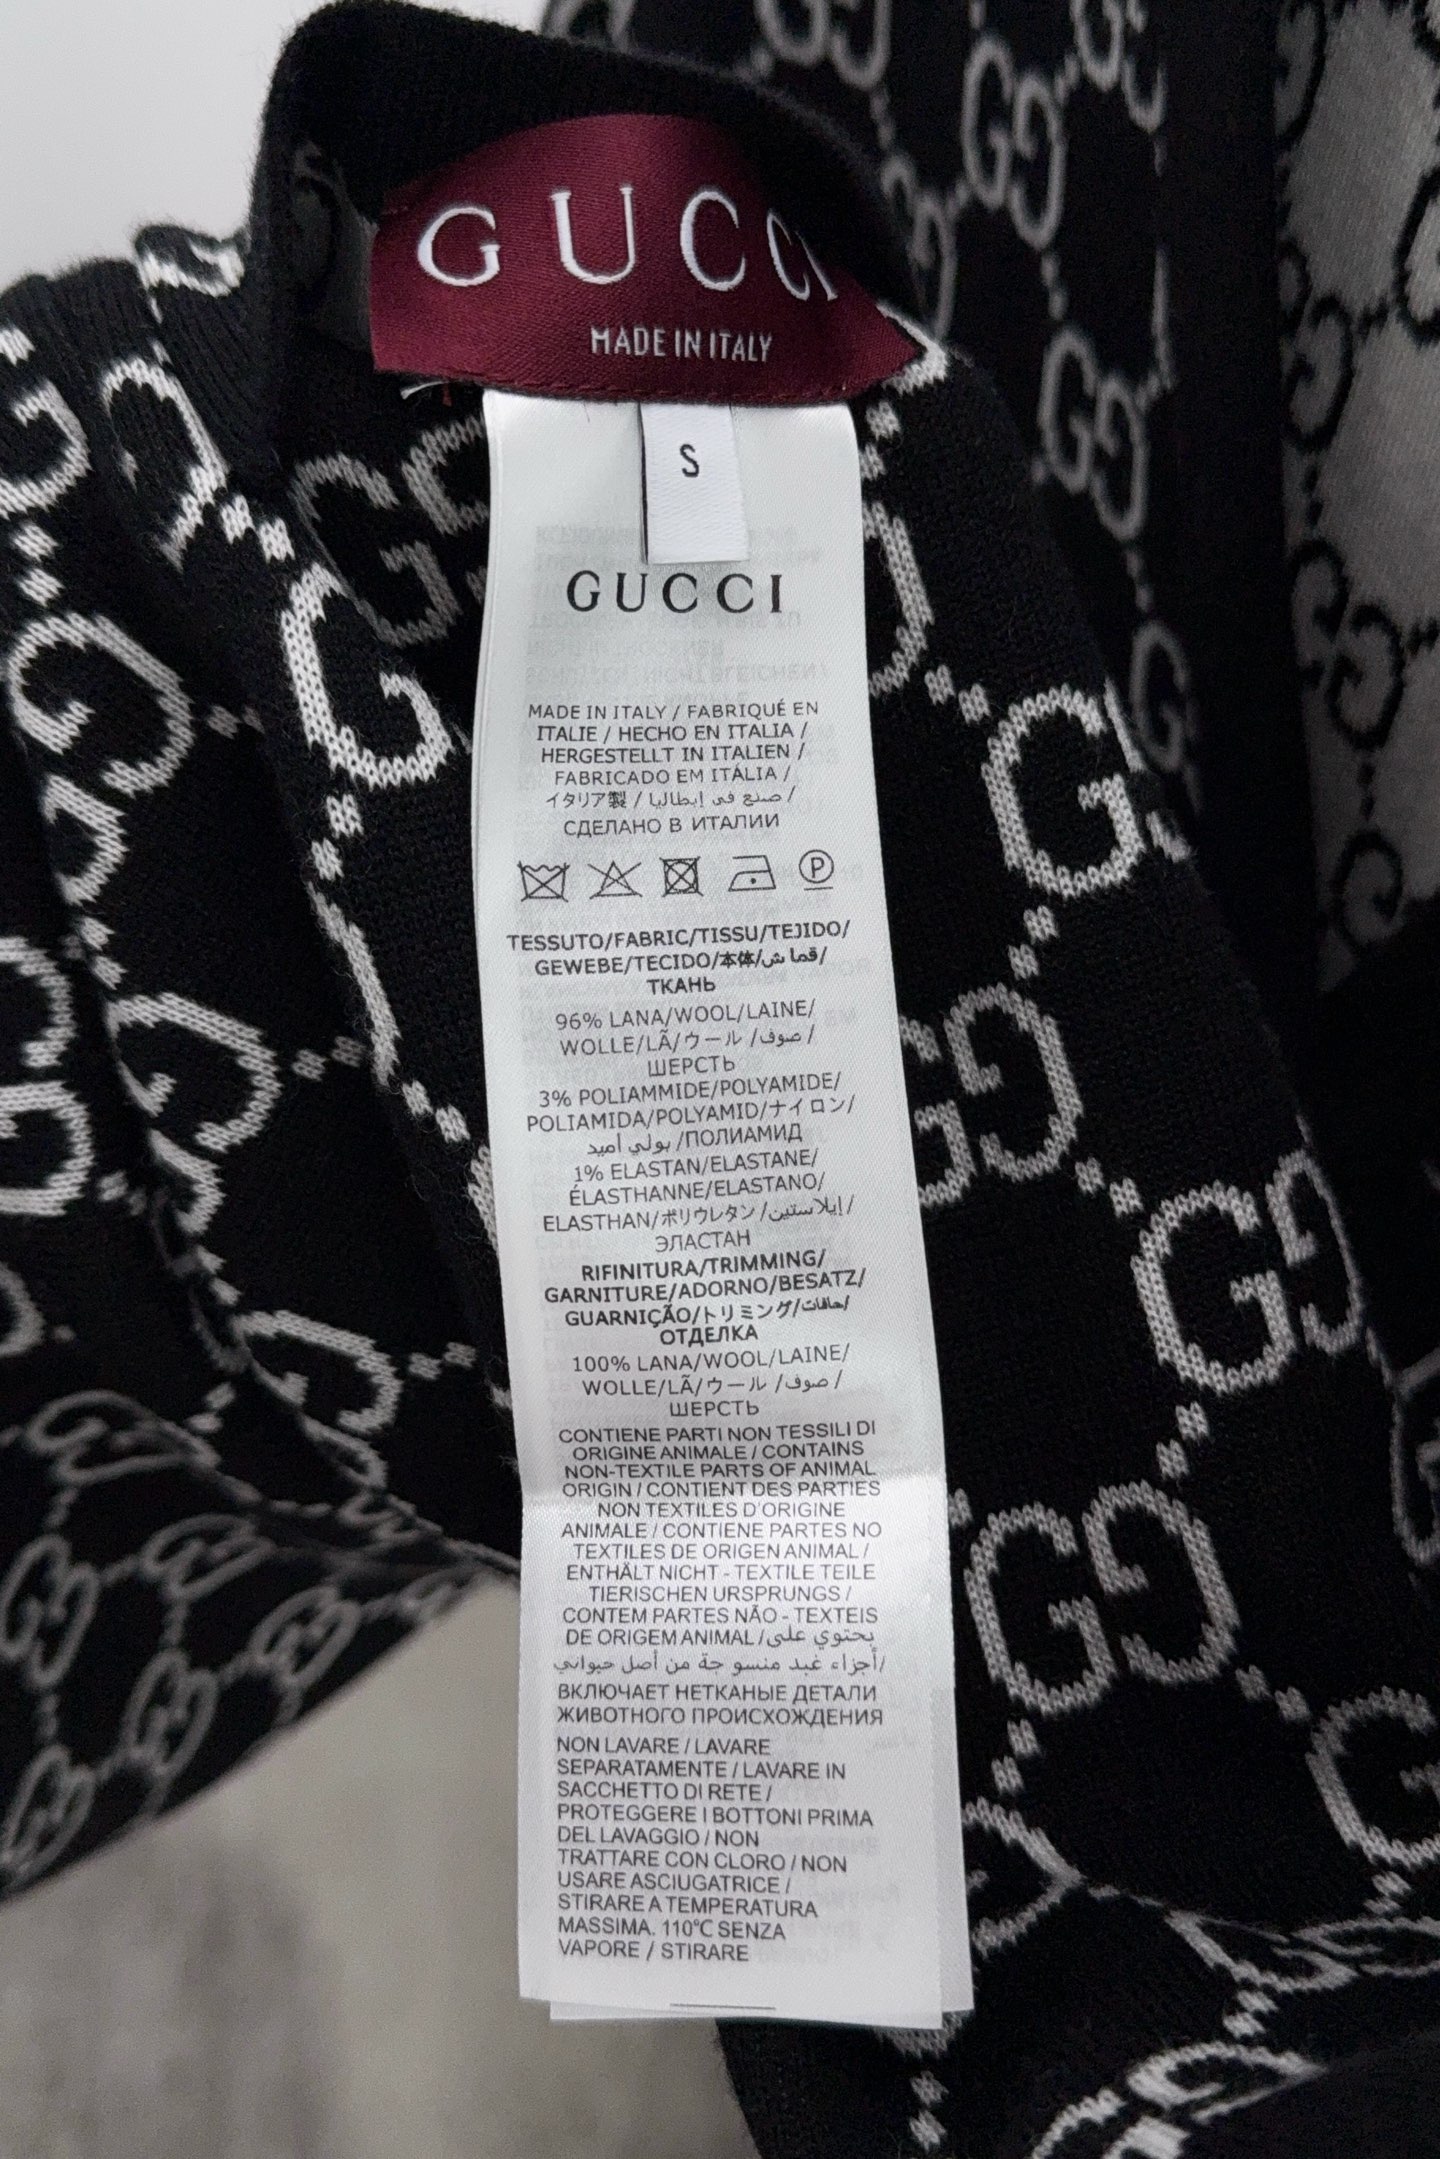 GUCCI
MADE IN ITALY
S
GUCCI
MADE IN ITALY / FABRIQUÉ EN
ITALIE / HECHO EN ITALIA /
HERGESTELLT IN ITALIEN /
FABRICADO EM ITÁLIA /
イタリア製 / صنع في إيطاليا /
СДЕЛАНО В ИТАЛИИ
P
TESSUTO/FABRIC/TISSU/TEJIDO/
GEWEBE/TECIDO/本体/قما ش/
ТКАНЬ
96% LANA/WOOL/LAINE/
WOLLE/LÃ/ウール /صوف/
ШЕРСТЬ
3% POLIAMMIDE/POLYAMIDE/
POLIAMIDA/POLYAMID/ナイロン/
بولي أميد /ПОЛИАМИД
1% ELASTAN/ELASTANE/
ÉLASTHANNE/ELASTANO/
ELASTHAN/ポリウレタン /إيلاستين/
ЭЛАСТАН
RIFINITURA/TRIMMING/
GARNITURE/ADORNO/BESATZ/
GUARNIÇÃO/トリミング/حافات/
ОТДЕЛКА
100% LANA/WOOL/LAINE/
WOLLE/LÃ/ウール /صوف/
ШЕРСТЬ
CONTIENE PARTI NON TESSILI DI
ORIGINE ANIMALE / CONTAINS
NON-TEXTILE PARTS OF ANIMAL
ORIGIN / CONTIENT DES PARTIES
NON TEXTILES D'ORIGINE
ANIMALE / CONTIENE PARTES NO
TEXTILES DE ORIGEN ANIMAL /
ENTHÄLT NICHT - TEXTILE TEILE
TIERISCHEN URSPRUNGS /
CONTEM PARTES NÃO - TEXTEIS
DE ORIGEM ANIMAL /يحتوي على
أجزاء غيد منسو جة من أصل حيواني/
ВКЛЮЧАЕТ НЕТКАНЫЕ ДЕТАЛИ
ЖИВОТНОГО ПРОИСХОЖДЕНИЯ
NON LAVARE / LAVARE
SEPARATAMENTE / LAVARE IN
SACCHETTO DI RETE /
PROTEGGERE I BOTTONI PRIMA
DEL LAVAGGIO / NON
TRATTARE CON CLORO / NON
USARE ASCIUGATRICE /
STIRARE A TEMPERATURA
MASSIMA. 110°C SENZA
VAPORE / STIRARE